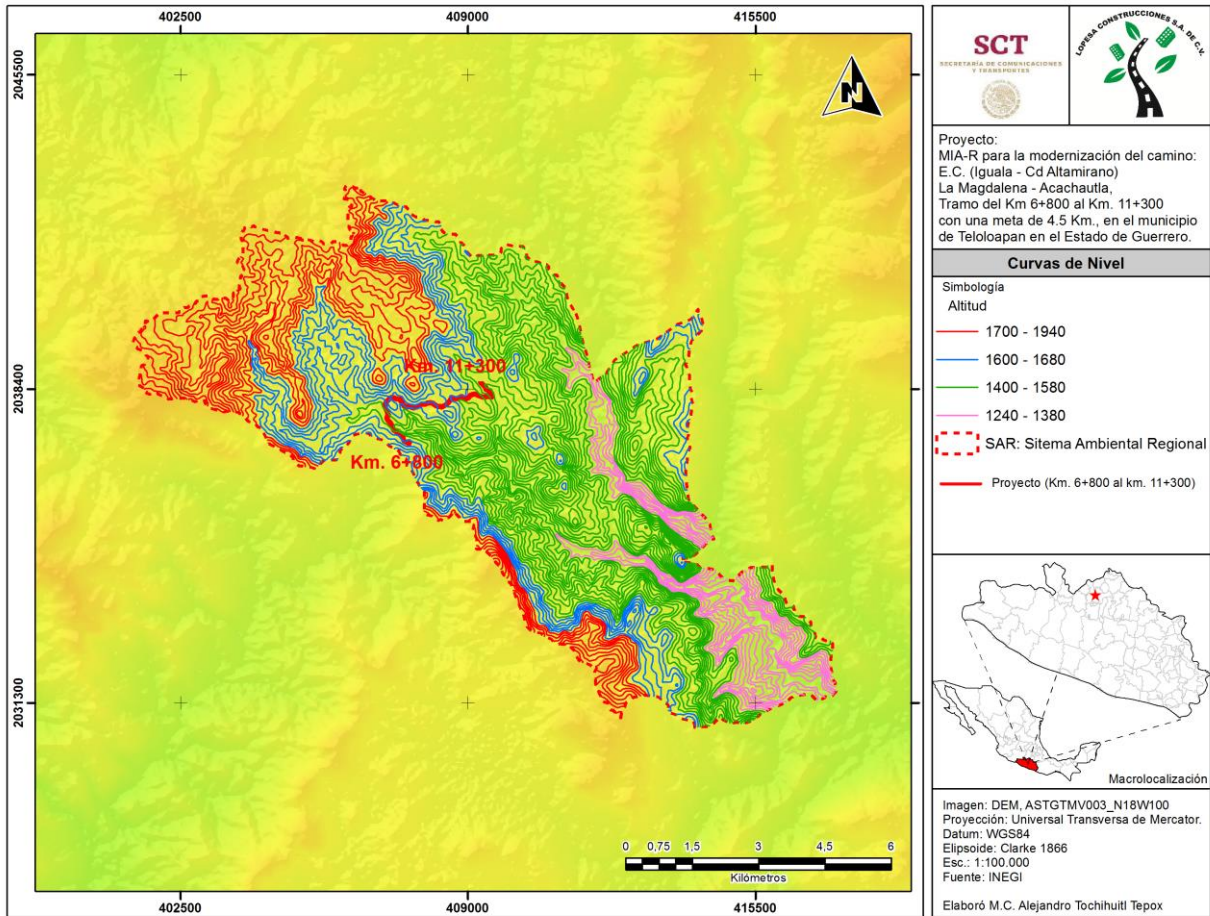 402500
409000
415500
2045500
2038400
2031300
N
Km. 11+300
Km. 6+800
0 0,75 1,5 3 4,5 6
Kilómetros
402500
409000
415500
2045500
2038400
2031300
SCT
SECRETARÍA DE COMUNICACIONES
Y TRANSPORTES
LOPESA CONSTRUCCIONES S.A. DE C.V.
Proyecto:
MIA-R para la modernización del camino:
E.C. (Iguala - Cd Altamirano)
La Magdalena - Acachautla,
Tramo del Km 6+800 al Km. 11+300
con una meta de 4.5 Km., en el municipio
de Teloloapan en el Estado de Guerrero.
Curvas de Nivel
Simbología
Altitud
1700 - 1940
1600 - 1680
1400 - 1580
1240 - 1380
SAR: Sitema Ambiental Regional
Proyecto (Km. 6+800 al km. 11+300)
Macrolocalización
Imagen: DEM, ASTGTMV003_N18W100
Proyección: Universal Transversa de Mercator.
Datum: WGS84
Elipsoide: Clarke 1866
Esc.: 1:100.000
Fuente: INEGI
Elaboró M.C. Alejandro Tochihuitl Tepox